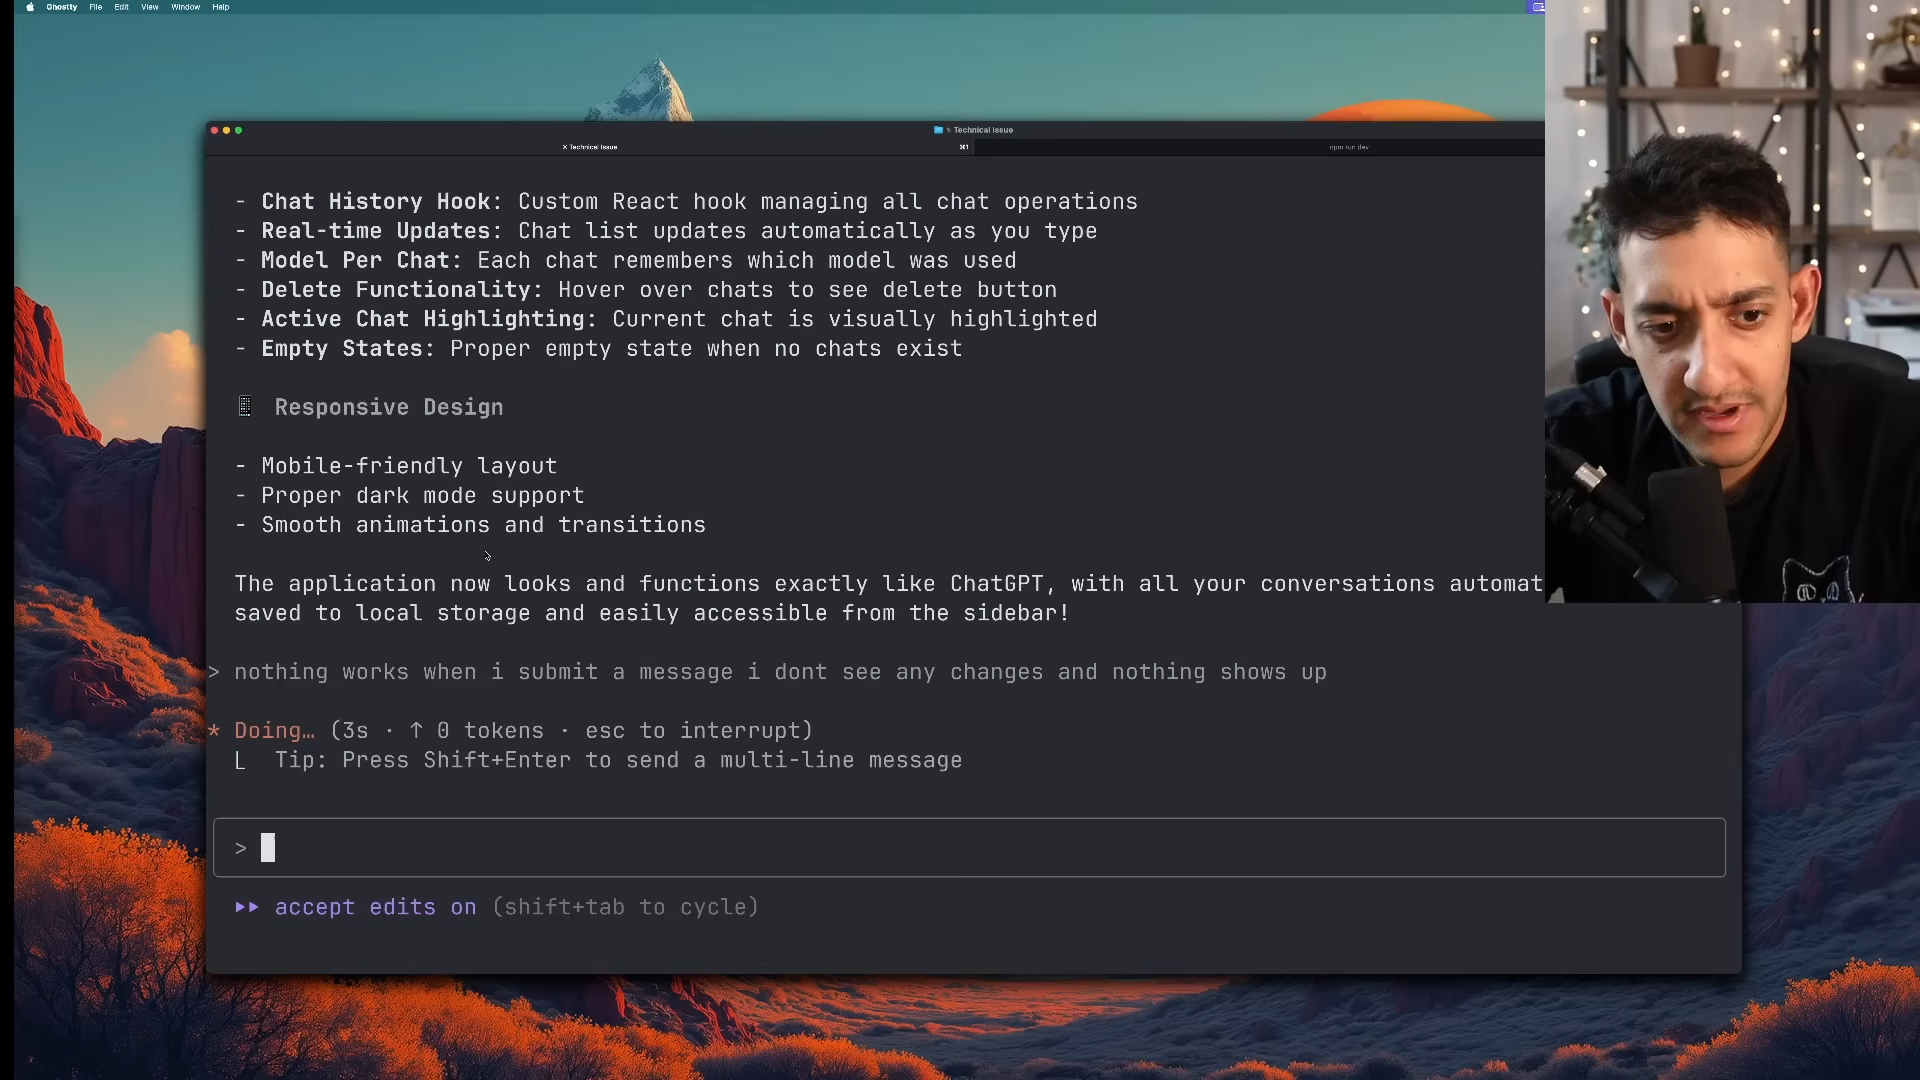 Ghostty File Edit View Window Help
Technical Issue
Technical Issue ⌘1 npm run dev
- Chat History Hook: Custom React hook managing all chat operations
- Real-time Updates: Chat list updates automatically as you type
- Model Per Chat: Each chat remembers which model was used
- Delete Functionality: Hover over chats to see delete button
- Active Chat Highlighting: Current chat is visually highlighted
- Empty States: Proper empty state when no chats exist
Responsive Design
- Mobile-friendly layout
- Proper dark mode support
- Smooth animations and transitions
The application now looks and functions exactly like ChatGPT, with all your conversations automat
saved to local storage and easily accessible from the sidebar!
> nothing works when i submit a message i dont see any changes and nothing shows up
* Doing… (3s · ↑ 0 tokens · esc to interrupt)
Tip: Press Shift+Enter to send a multi-line message
>
accept edits on (shift+tab to cycle)